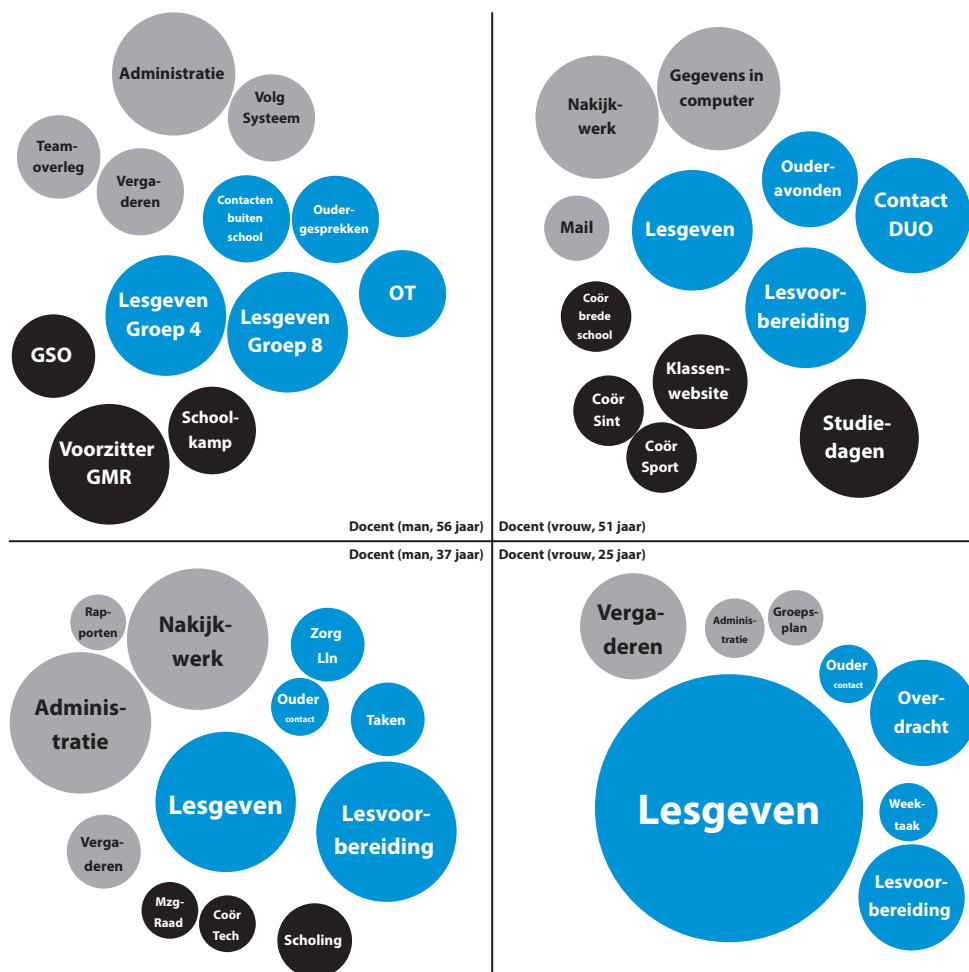 Administratie
Volg
Systeem
Team-
overleg
Verga-
deren
Contacten
buiten
school
Ouder-
gesprekken
OT
Lesgeven
Groep 4
Lesgeven
Groep 8
GSO
School-
kamp
Voorzitter
GMR
Docent (man, 56 jaar)
Nakijk-
werk
Gegevens in
computer
Ouder-
avonden
Contact
DUO
Mail
Lesgeven
Lesvoor-
bereiding
Coör
brede
school
Klassen-
website
Coör
Sint
Coör
Sport
Studie-
dagen
Docent (vrouw, 51 jaar)
Docent (man, 37 jaar)
Rap-
porten
Nakijk-
werk
Zorg
Lln
Adminis-
tratie
Ouder
contact
Taken
Lesgeven
Lesvoor-
bereiding
Verga-
deren
Mzg-
Raad
Coör
Tech
Scholing
Docent (vrouw, 25 jaar)
Verga-
deren
Adminis-
tratie
Groeps-
plan
Ouder
contact
Over-
dracht
Lesgeven
Week-
taak
Lesvoor-
bereiding